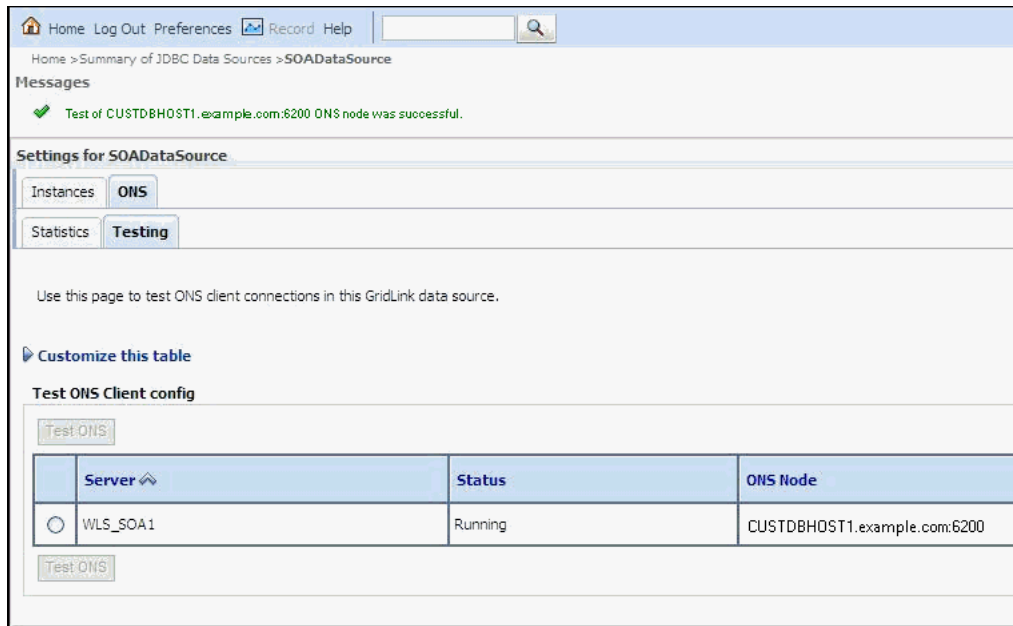 Home Log Out Preferences Record Help
Home >Summary of JDBC Data Sources >SOADataSource
Messages
Test of CUSTDBHOST1.example.com:6200 ONS node was successful.
Settings for SOADataSource
Instances ONS
Statistics Testing
Use this page to test ONS client connections in this GridLink data source.
Customize this table
Test ONS Client config
Test ONS
Server Status ONS Node
WLS_SOA1 Running CUSTDBHOST1.example.com:6200
Test ONS